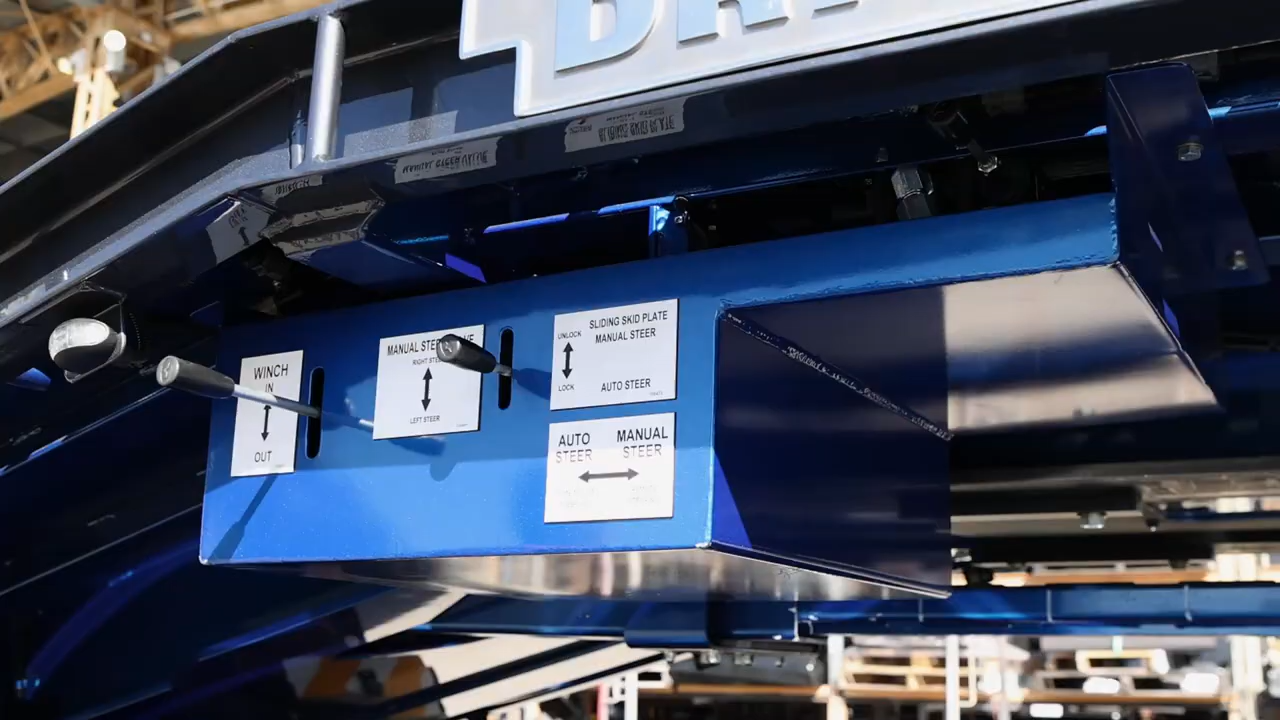 WINCH
IN
OUT
MANUAL STEER
RIGHT
LEFT STEER
UNLOCK
LOCK
SLIDING SKID PLATE
MANUAL STEER
AUTO STEER
AUTO STEER
MANUAL STEER